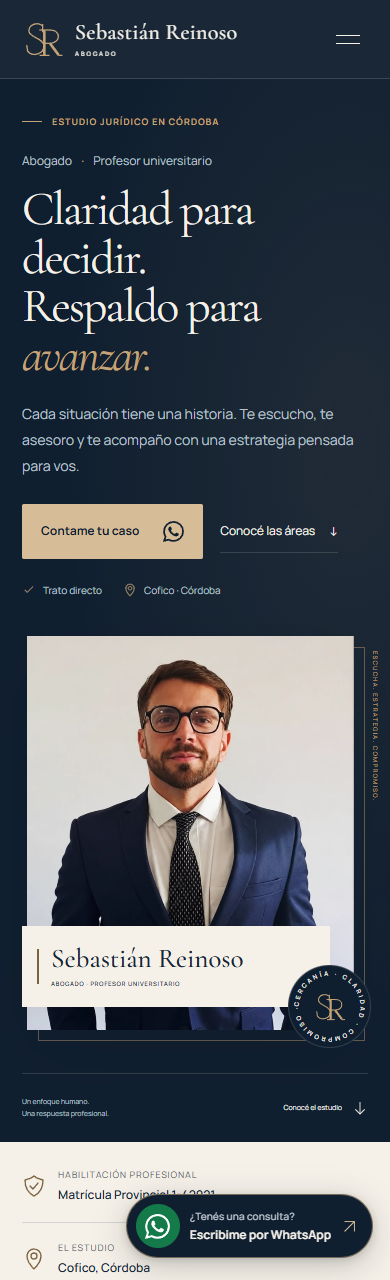 SR Sebastián Reinoso
ABOGADO
ESTUDIO JURÍDICO EN CÓRDOBA
Abogado · Profesor universitario
Claridad para
decidir.
Respaldo para
avanzar.
Cada situación tiene una historia. Te escucho, te
asesoro y te acompaño con una estrategia pensada
para vos.
Contame tu caso
Conocé las áreas ↓
Trato directo
Cofico · Córdoba
ESCUCHA. ESTRATEGIA. COMPROMISO.
Sebastián Reinoso
ABOGADO · PROFESOR UNIVERSITARIO
CERCANÍA · CLARIDAD · COMPROMISO ·
SR
Un enfoque humano.
Una respuesta profesional.
Conocé el estudio ↓
HABILITACIÓN PROFESIONAL
Matrícula Provincial
¿Tenés una consulta?
Escribime por WhatsApp
EL ESTUDIO
Cofico, Córdoba